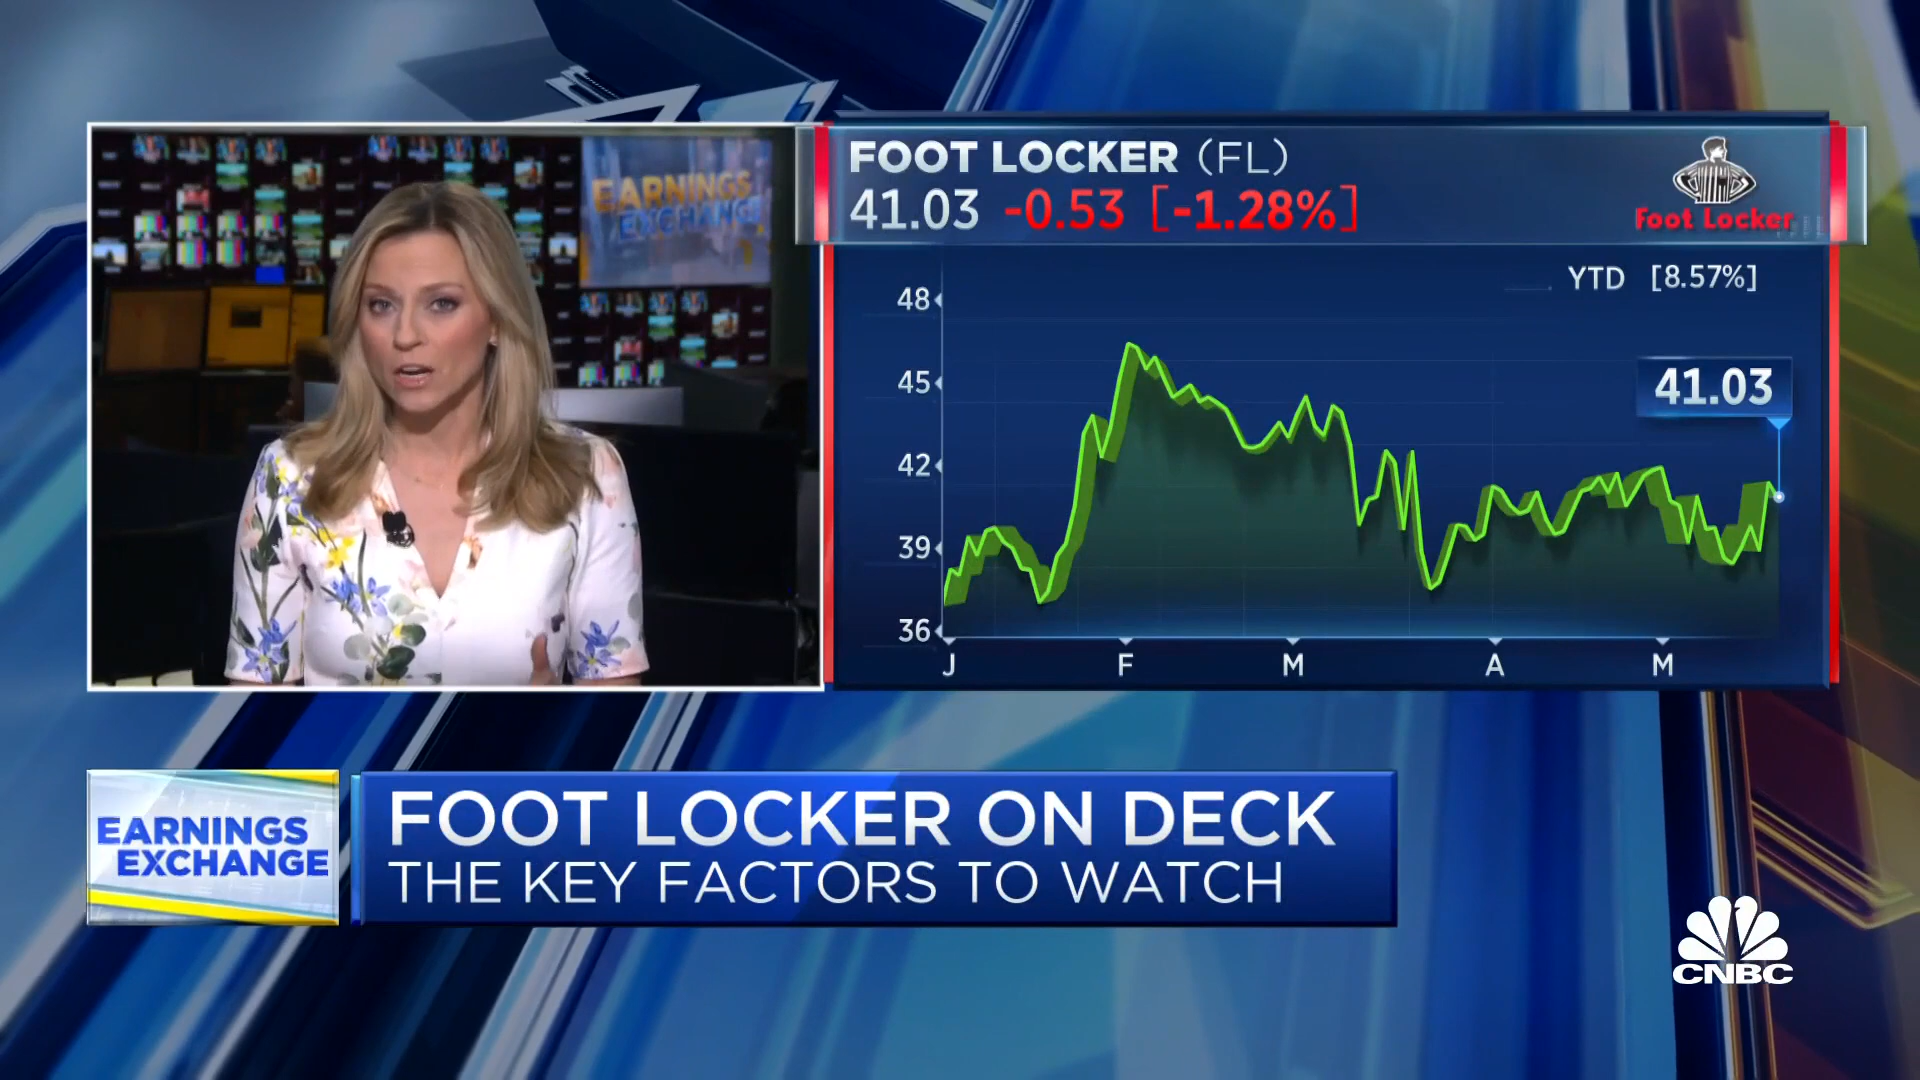 EARNINGS
EXCHANGE
FOOT LOCKER (FL)
41.03 -0.53 [-1.28%]
Foot Locker
YTD [8.57%]
48
45
42
39
36
41.03
J F M A M
EARNINGS
EXCHANGE
FOOT LOCKER ON DECK
THE KEY FACTORS TO WATCH
CNBC